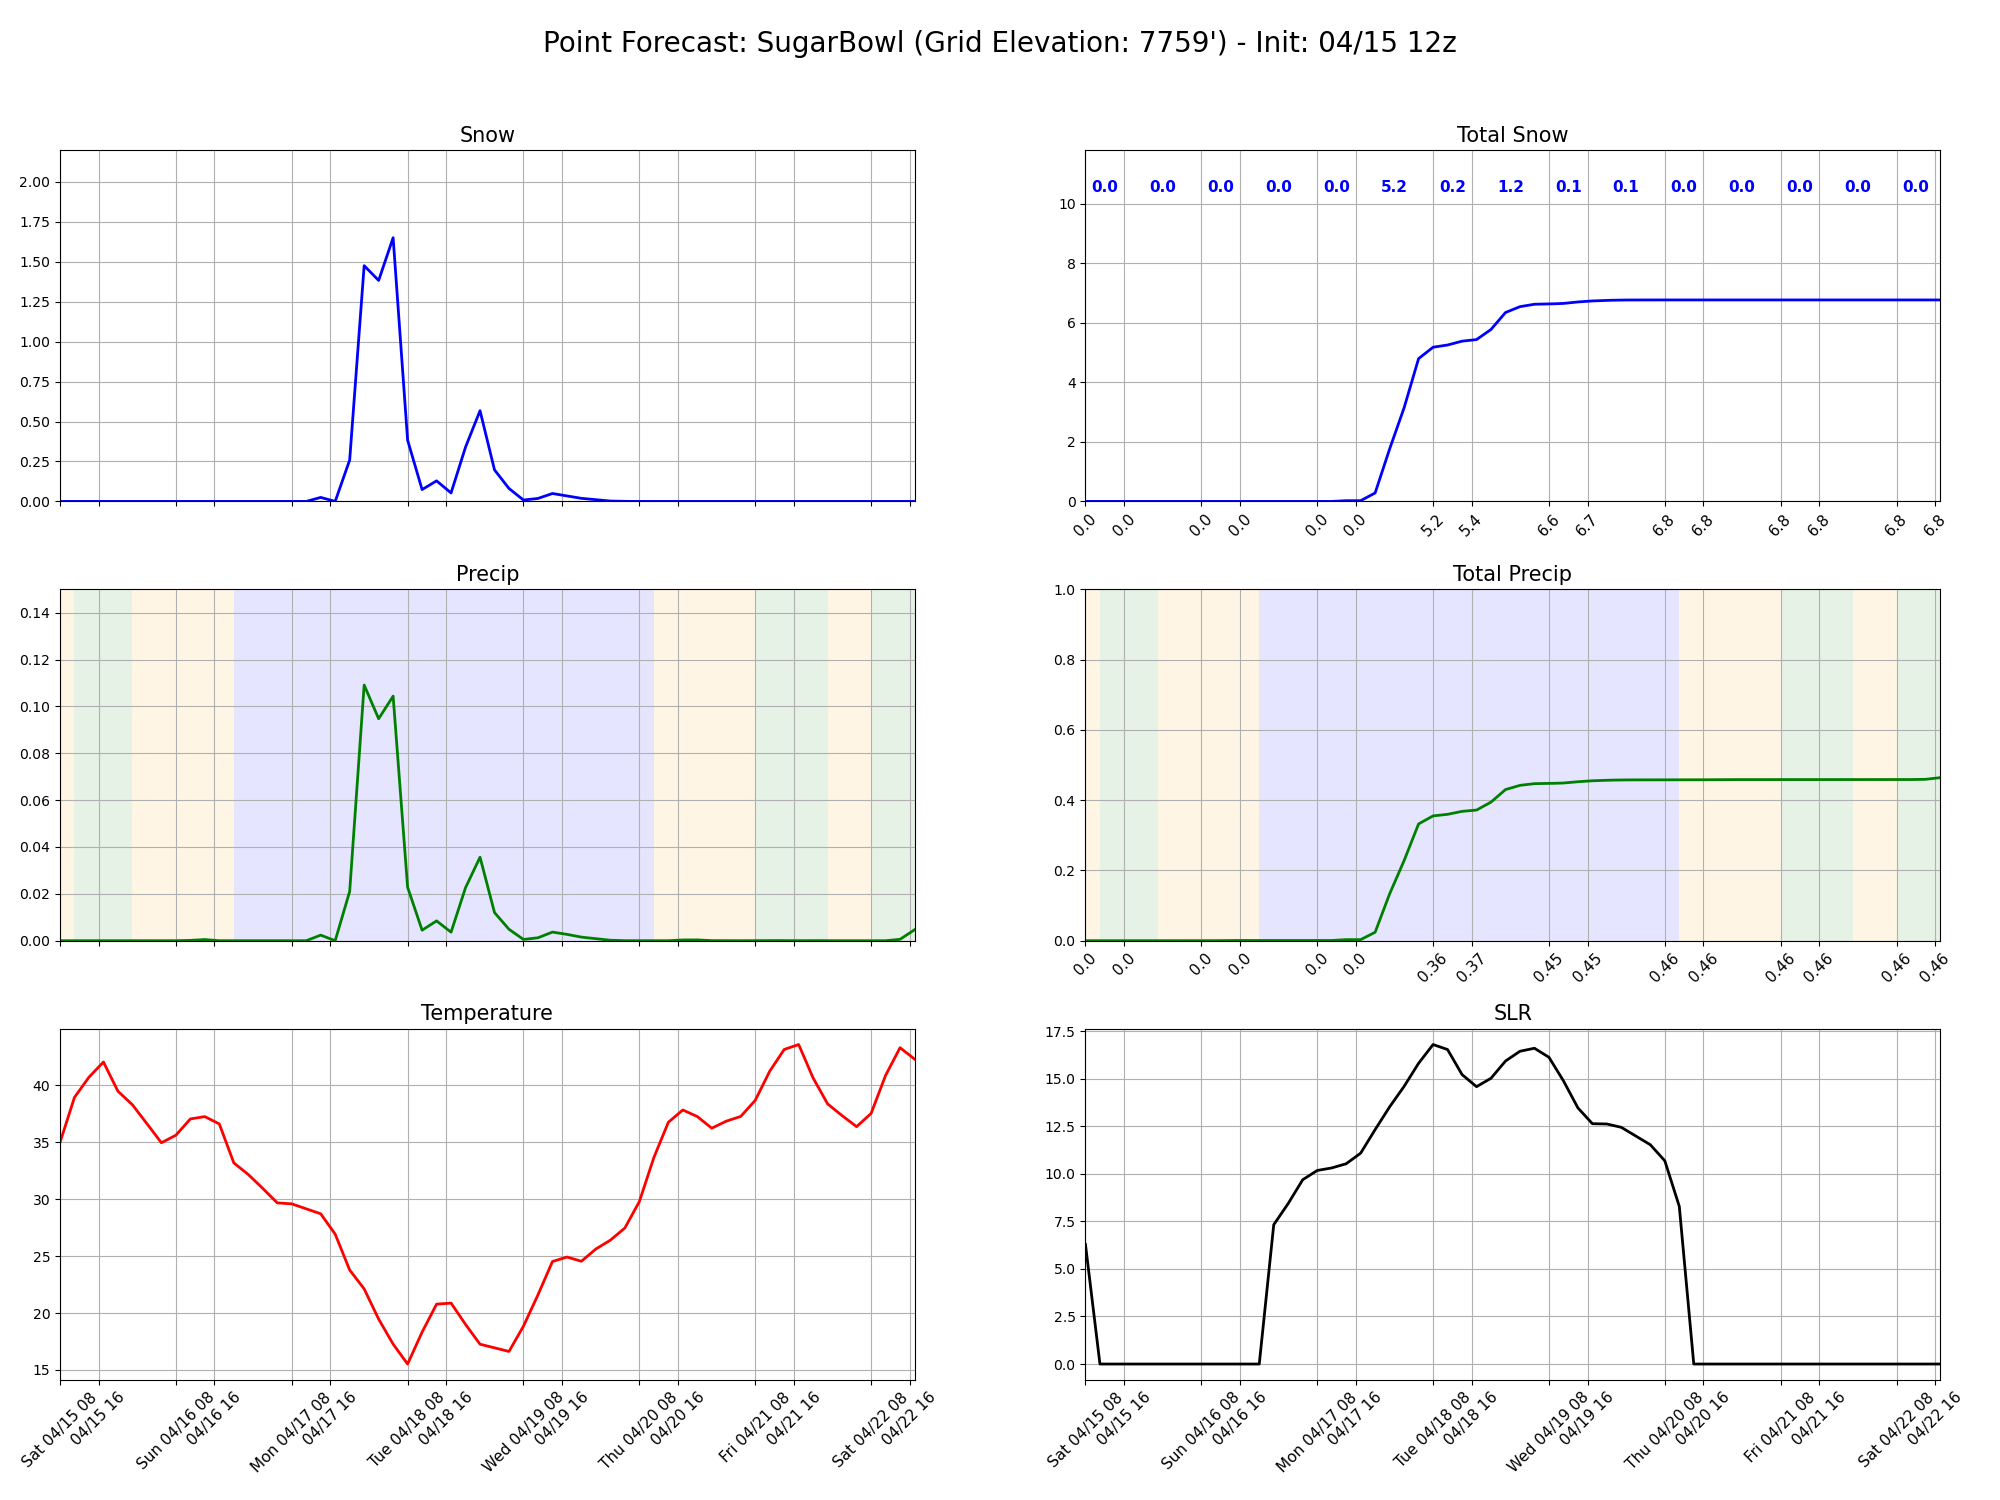 Point Forecast: SugarBowl (Grid Elevation: 7759') - Init: 04/15 12z
Snow
2.00
1.75
1.50
1.25
1.00
0.75
0.50
0.25
0.00
Total Snow
0.0 0.0 0.0 0.0 0.0 5.2 0.2 1.2 0.1 0.1 0.0 0.0 0.0 0.0 0.0
10
8
6
4
2
0
0.0 0.0 0.0 0.0 0.0 0.0 5.2 5.4 6.6 6.7 6.8 6.8 6.8 6.8 6.8 6.8
Precip
0.14
0.12
0.10
0.08
0.06
0.04
0.02
0.00
Total Precip
1.0
0.8
0.6
0.4
0.2
0.0
0.0 0.0 0.0 0.0 0.0 0.0 0.36 0.37 0.45 0.45 0.46 0.46 0.46 0.46 0.46 0.46
Temperature
40
35
30
25
20
15
Sat 04/15 08
04/15 16
Sun 04/16 08
04/16 16
Mon 04/17 08
04/17 16
Tue 04/18 08
04/18 16
Wed 04/19 08
04/19 16
Thu 04/20 08
04/20 16
Fri 04/21 08
04/21 16
Sat 04/22 08
04/22 16
SLR
17.5
15.0
12.5
10.0
7.5
5.0
2.5
0.0
Sat 04/15 08
04/15 16
Sun 04/16 08
04/16 16
Mon 04/17 08
04/17 16
Tue 04/18 08
04/18 16
Wed 04/19 08
04/19 16
Thu 04/20 08
04/20 16
Fri 04/21 08
04/21 16
Sat 04/22 08
04/22 16